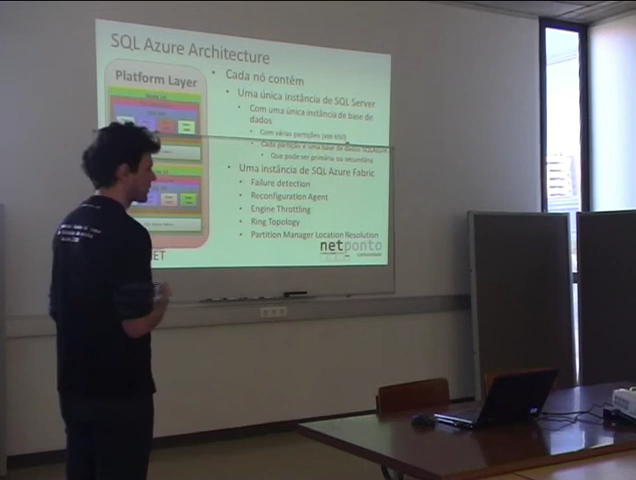 SQL Azure Architecture
Platform Layer
Cada nó contém
Uma única instância de SQL Server
Com uma única instância de base de
dados
Com várias partições (até 650)
Cada partição é uma base de dados SQL Azure
Que pode ser primária ou secundária
Uma instância de SQL Azure Fabric
Failure detection
Reconfiguration Agent
Engine Throttling
Ring Topology
Partition Manager Location Resolution
netponto
comunidade
NET